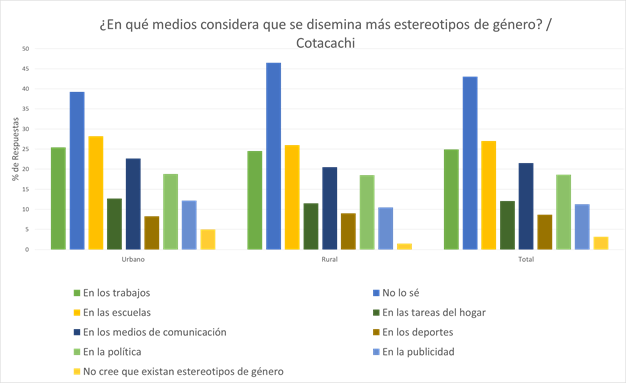 ¿En qué medios considera que se disemina más estereotipos de género? /
Cotacachi
% de Respuestas
50
45
40
35
30
25
20
15
10
5
0
Urbano Rural Total
En los trabajos No lo sé
En las escuelas En las tareas del hogar
En los medios de comunicación En los deportes
En la política En la publicidad
No cree que existan estereotipos de género